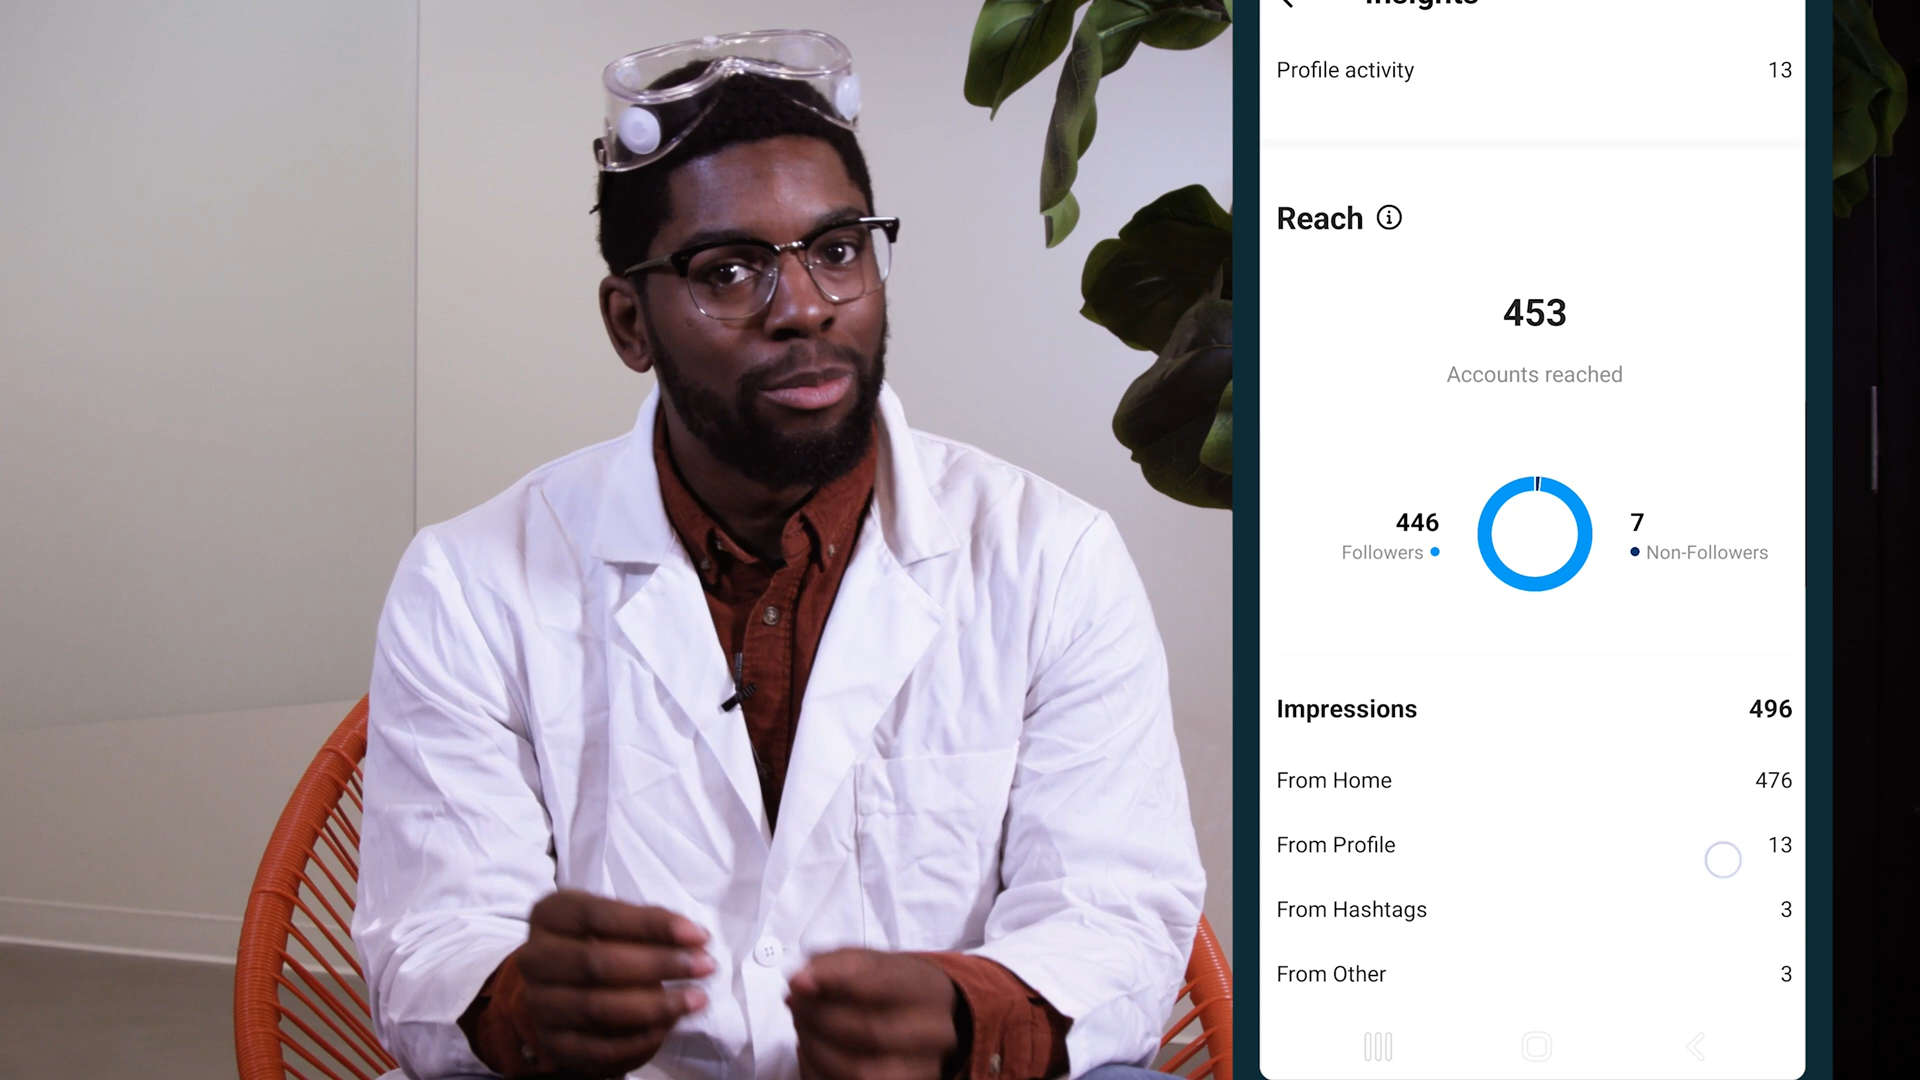 Insights
Profile activity 13
Reach
453
Accounts reached
446
Followers
7
Non-Followers
Impressions 496
From Home 476
From Profile 13
From Hashtags 3
From Other 3